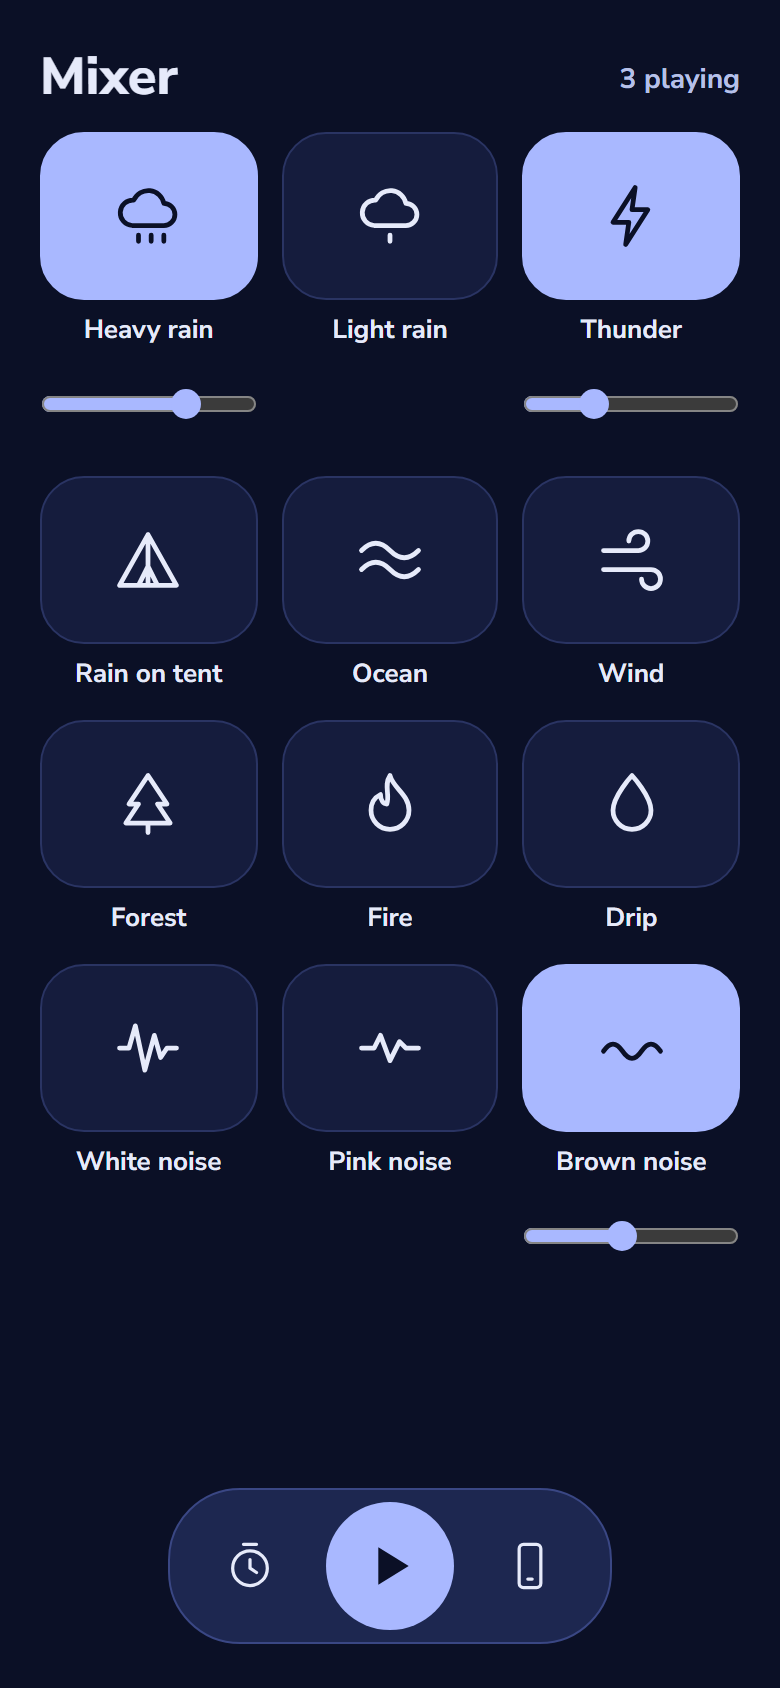 Mixer
3 playing
Heavy rain
Light rain
Thunder
Rain on tent
Ocean
Wind
Forest
Fire
Drip
White noise
Pink noise
Brown noise